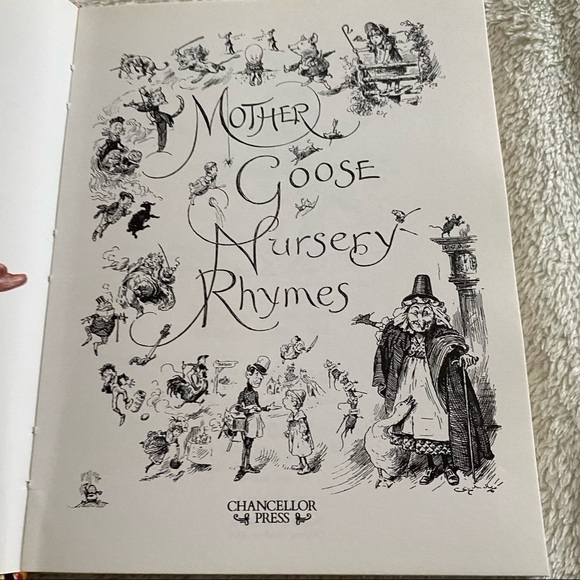 MOTHER
GOOSE
NURSERY
RHYMES
CHANCELLOR
PRESS